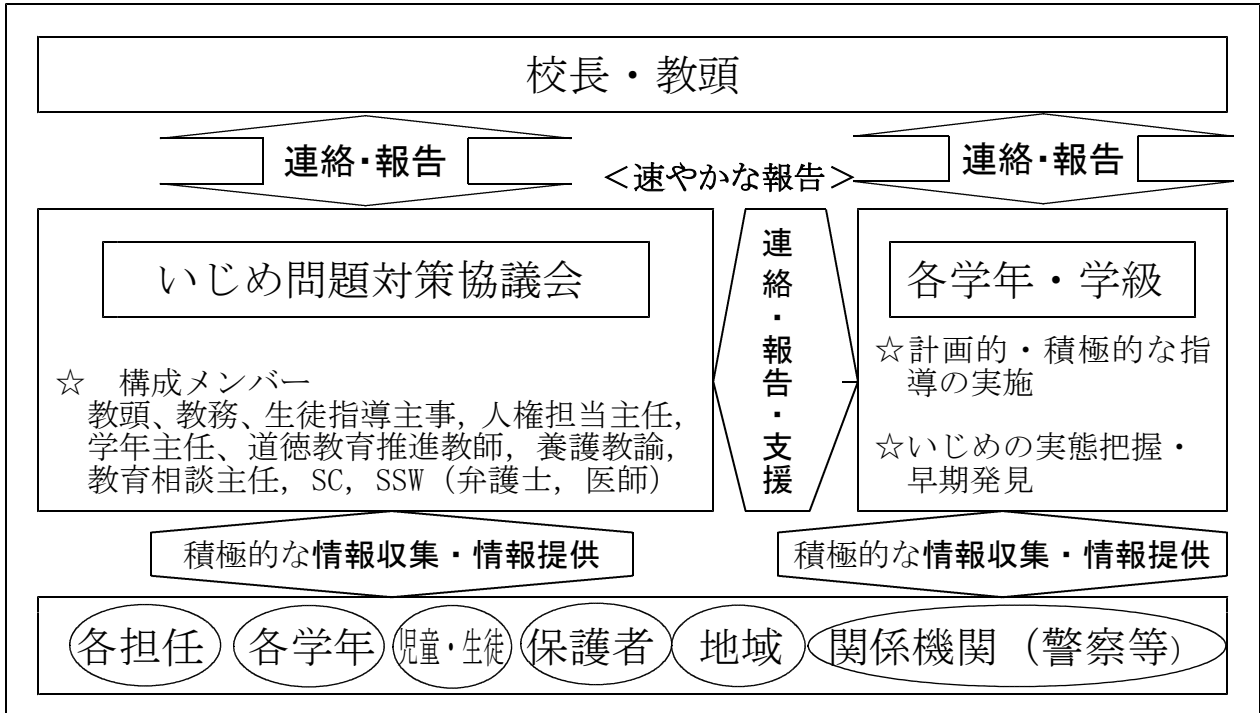 校長・教頭
連絡・報告
連絡・報告
＜速やかな報告＞
いじめ問題対策協議会
☆　構成メンバー
教頭、教務、生徒指導主事，人権担当主任，
学年主任、道徳教育推進教師，養護教諭，
教育相談主任，SC，SSW（弁護士，医師）
連絡・報告・支援
各学年・学級
☆計画的・積極的な指
導の実施
☆いじめの実態把握・
早期発見
積極的な情報収集・情報提供
積極的な情報収集・情報提供
各担任　各学年　児童・生徒　保護者　地域　関係機関（警察等）